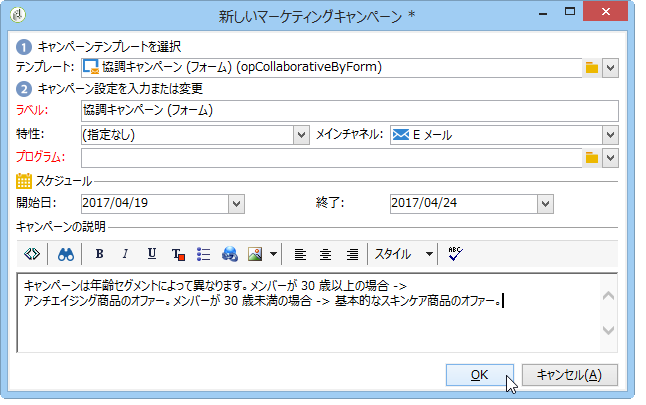 新しいマーケティングキャンペーン *
1 キャンペーンテンプレートを選択
テンプレート: 協調キャンペーン (フォーム) (opCollaborativeByForm)
2 キャンペーン設定を入力または変更
ラベル: 協調キャンペーン (フォーム)
特性: (指定なし) メインチャネル: E メール
プログラム:
スケジュール
開始日: 2017/04/19 終了: 2017/04/24
キャンペーンの説明
B I U T スタイル ABC
キャンペーンは年齢セグメントによって異なります。メンバーが 30 歳以上の場合 ->
アンチエイジング商品のオファー。メンバーが 30 歳未満の場合 -> 基本的なスキンケア商品のオファー。
OK キャンセル(A)